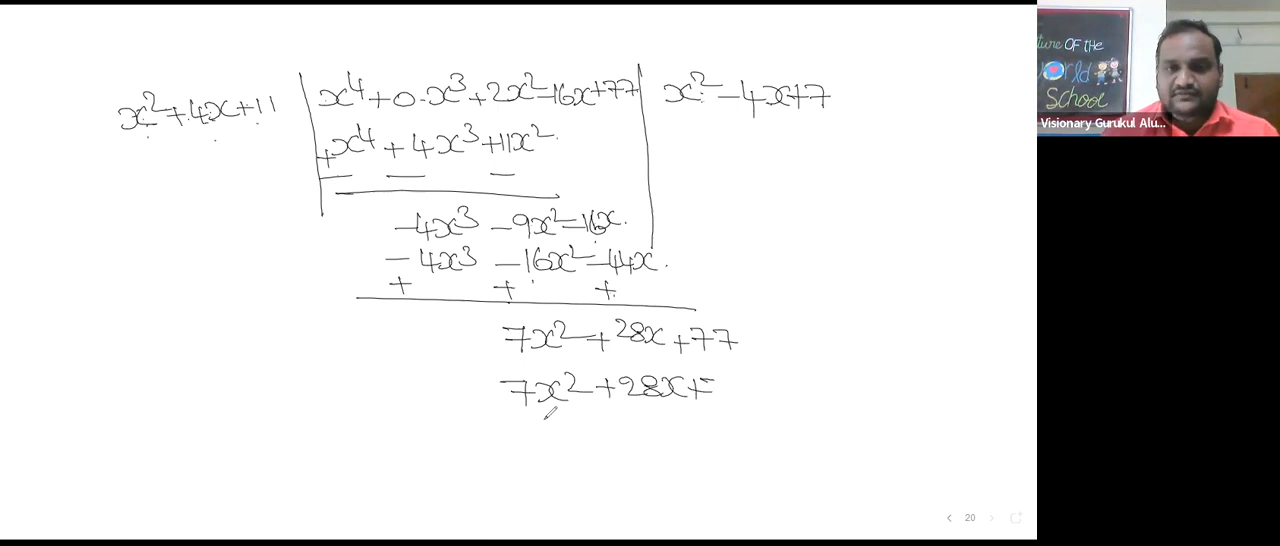 x² + 4x + 11 | x⁴ + 0·x³ + 2x² - 16x + 77 | x² - 4x + 7
+x⁴ + 4x³ + 11x²
— — —
-4x³ - 9x² - 16x
-4x³ - 16x² - 44x
+ + +
7x² + 28x + 77
7x² + 28x +
20
ture OF tHe
World
ScHool
Visionary Gurukul Alu...